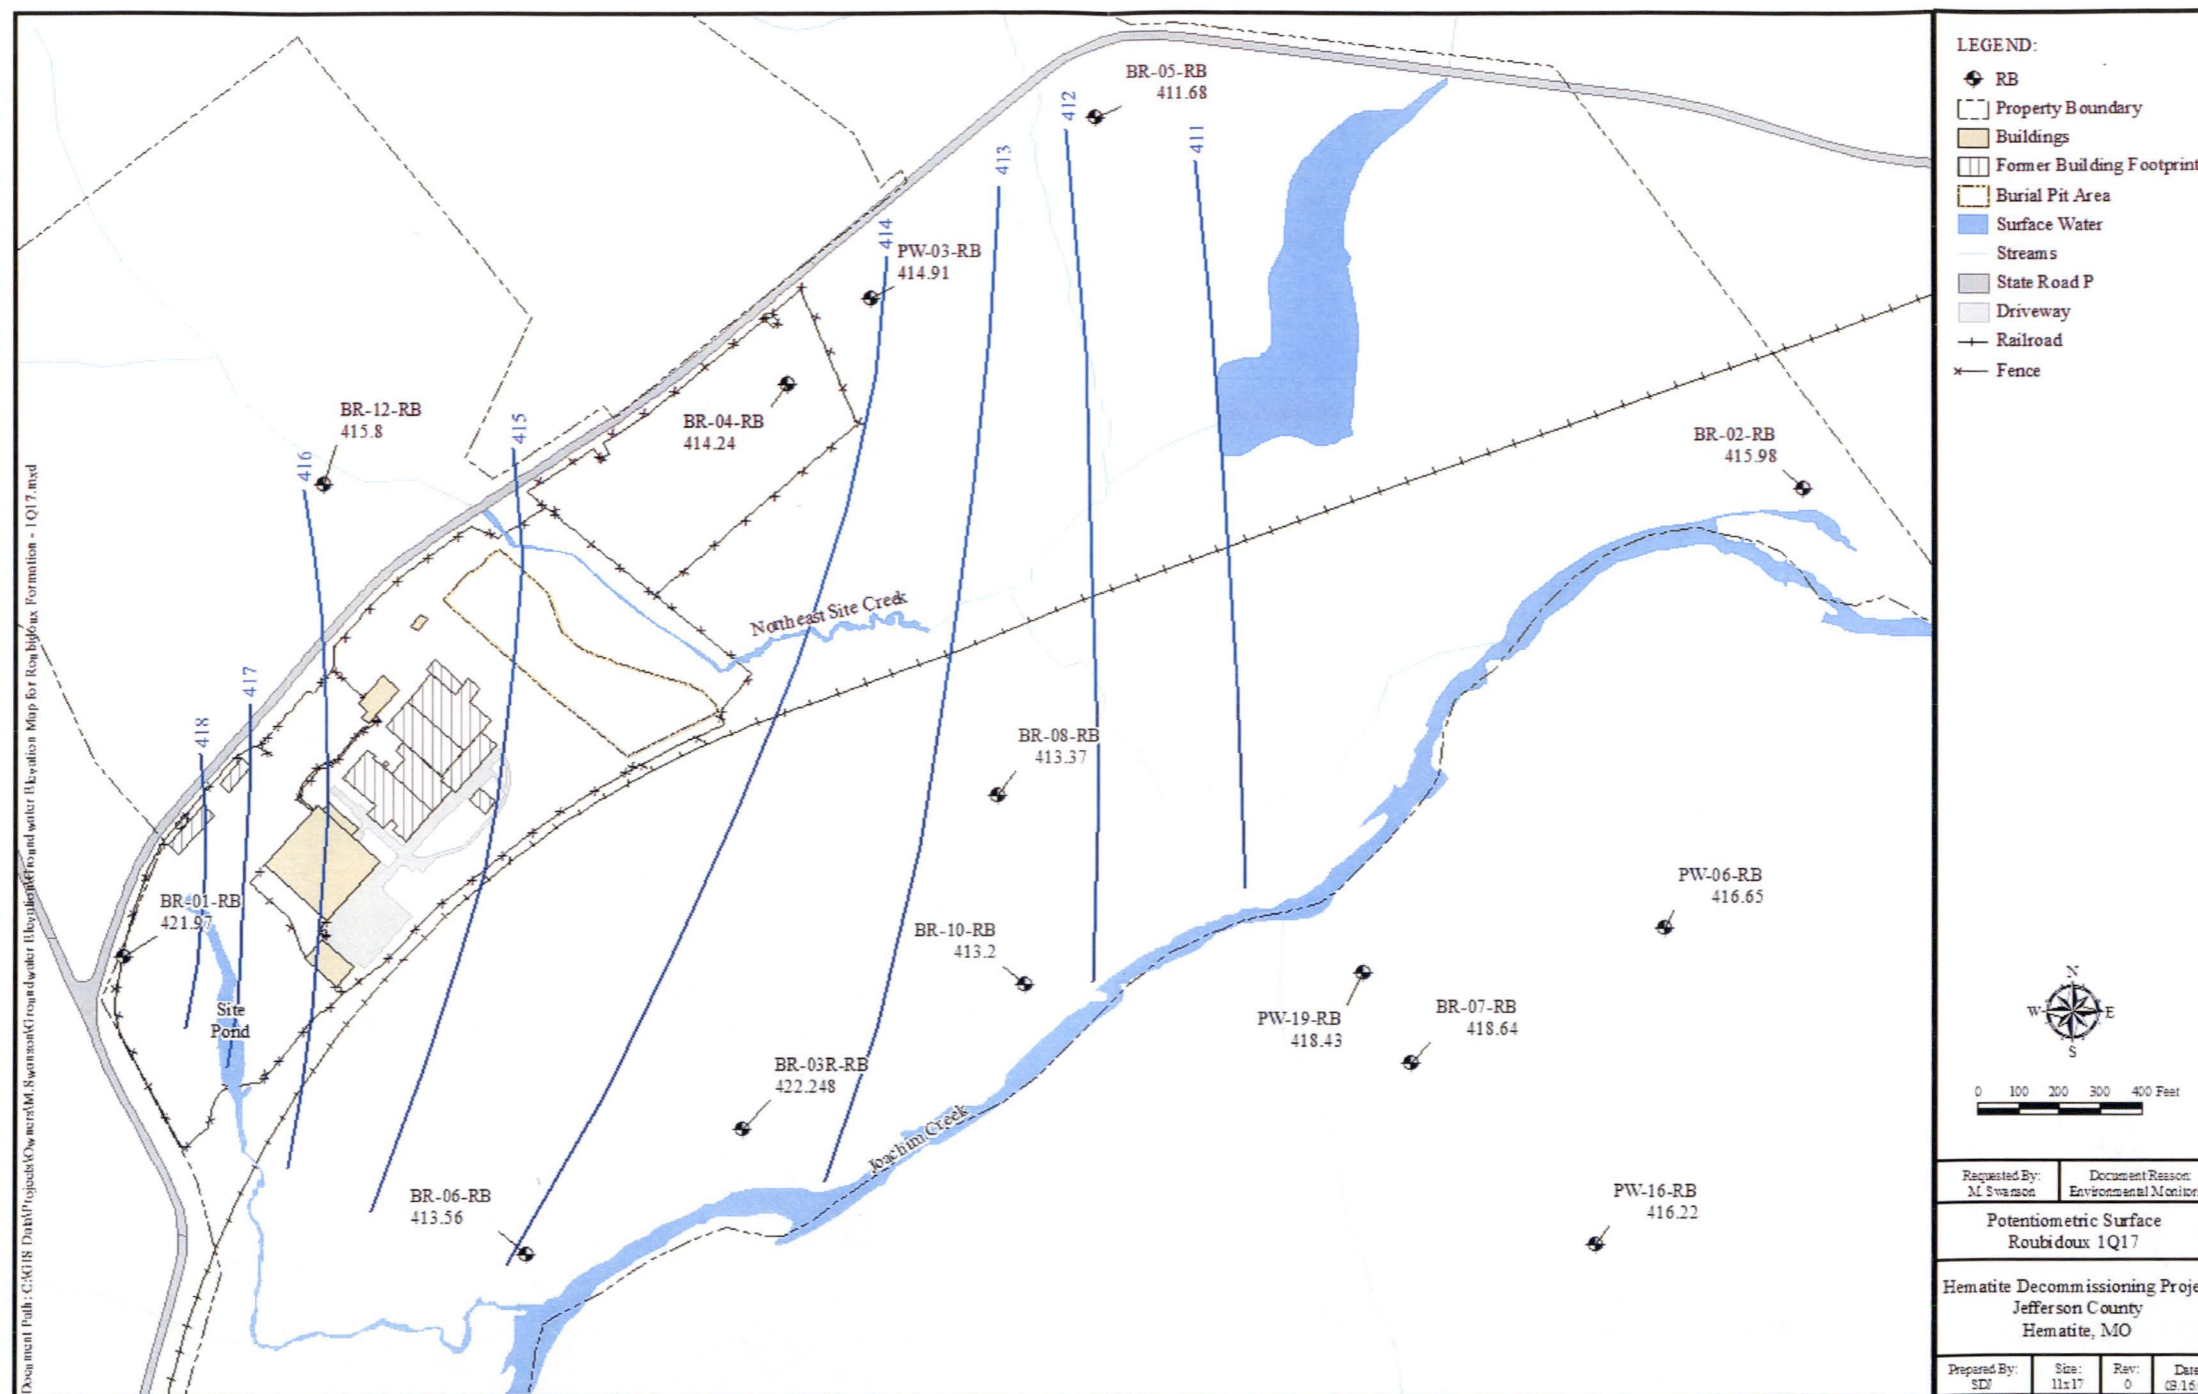 BR-05-RB
411.68
412
411
413
414
PW-03-RB
414.91
BR-04-RB
414.24
BR-12-RB
415.8
415
416
BR-02-RB
415.98
Northeast Site Creek
417
418
BR-08-RB
413.37
BR-01-RB
421.97
PW-06-RB
416.65
BR-10-RB
413.2
Site
Pond
PW-19-RB
418.43
BR-07-RB
418.64
BR-03R-RB
422.248
Joachim Creek
BR-06-RB
413.56
PW-16-RB
416.22
LEGEND:
RB
Property Boundary
Buildings
Former Building Footprint
Burial Pit Area
Surface Water
Streams
State Road P
Driveway
Railroad
Fence
N
W E
S
0 100 200 300 400 Feet
Requested By:
M. Swanson
Document Reason:
Environmental Monitor
Potentiometric Surface
Roubidoux 1Q17
Hematite Decommissioning Proje
Jefferson County
Hematite, MO
Prepared By:
SDJ
Size:
11x17
Rev:
0
Date